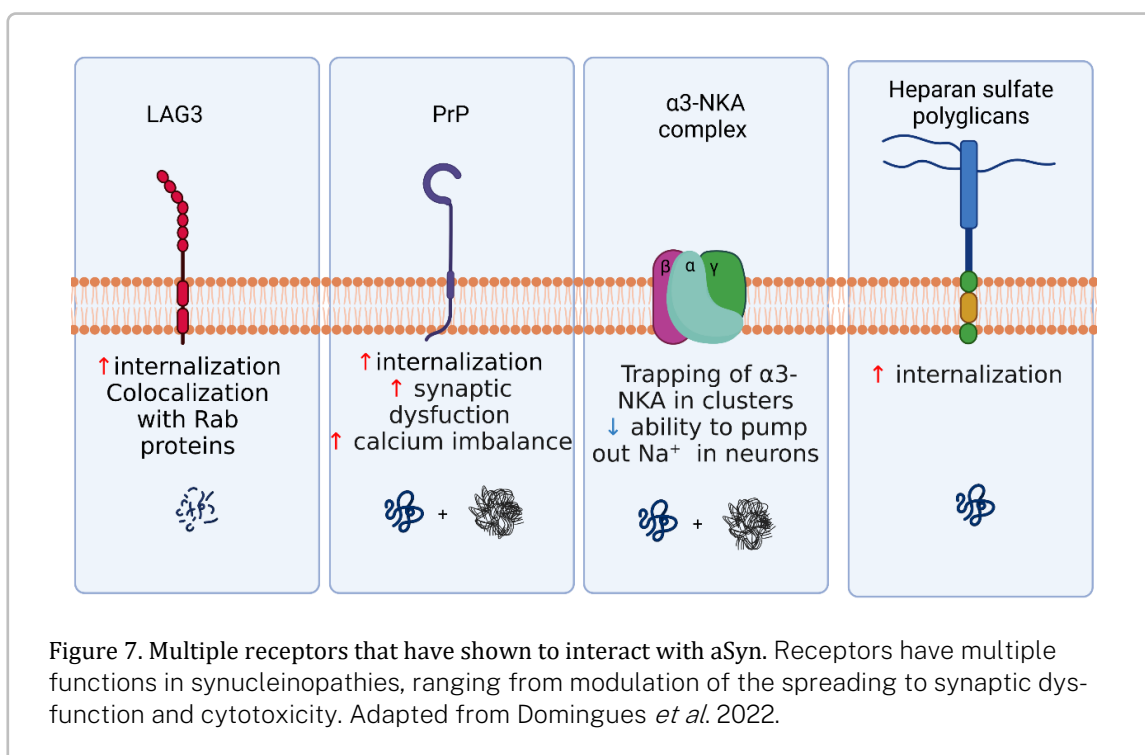 LAG3
↑internalization
Colocalization
with Rab
proteins
PrP
↑internalization
↑ synaptic
dysfuction
↑ calcium imbalance
+
α3-NKA
complex
β α γ
Trapping of α3-
NKA in clusters
↓ ability to pump
out Na⁺ in neurons
+
Heparan sulfate
polyglicans
↑ internalization
Figure 7. Multiple receptors that have shown to interact with aSyn. Receptors have multiple
functions in synucleinopathies, ranging from modulation of the spreading to synaptic dys-
function and cytotoxicity. Adapted from Domingues et al. 2022.